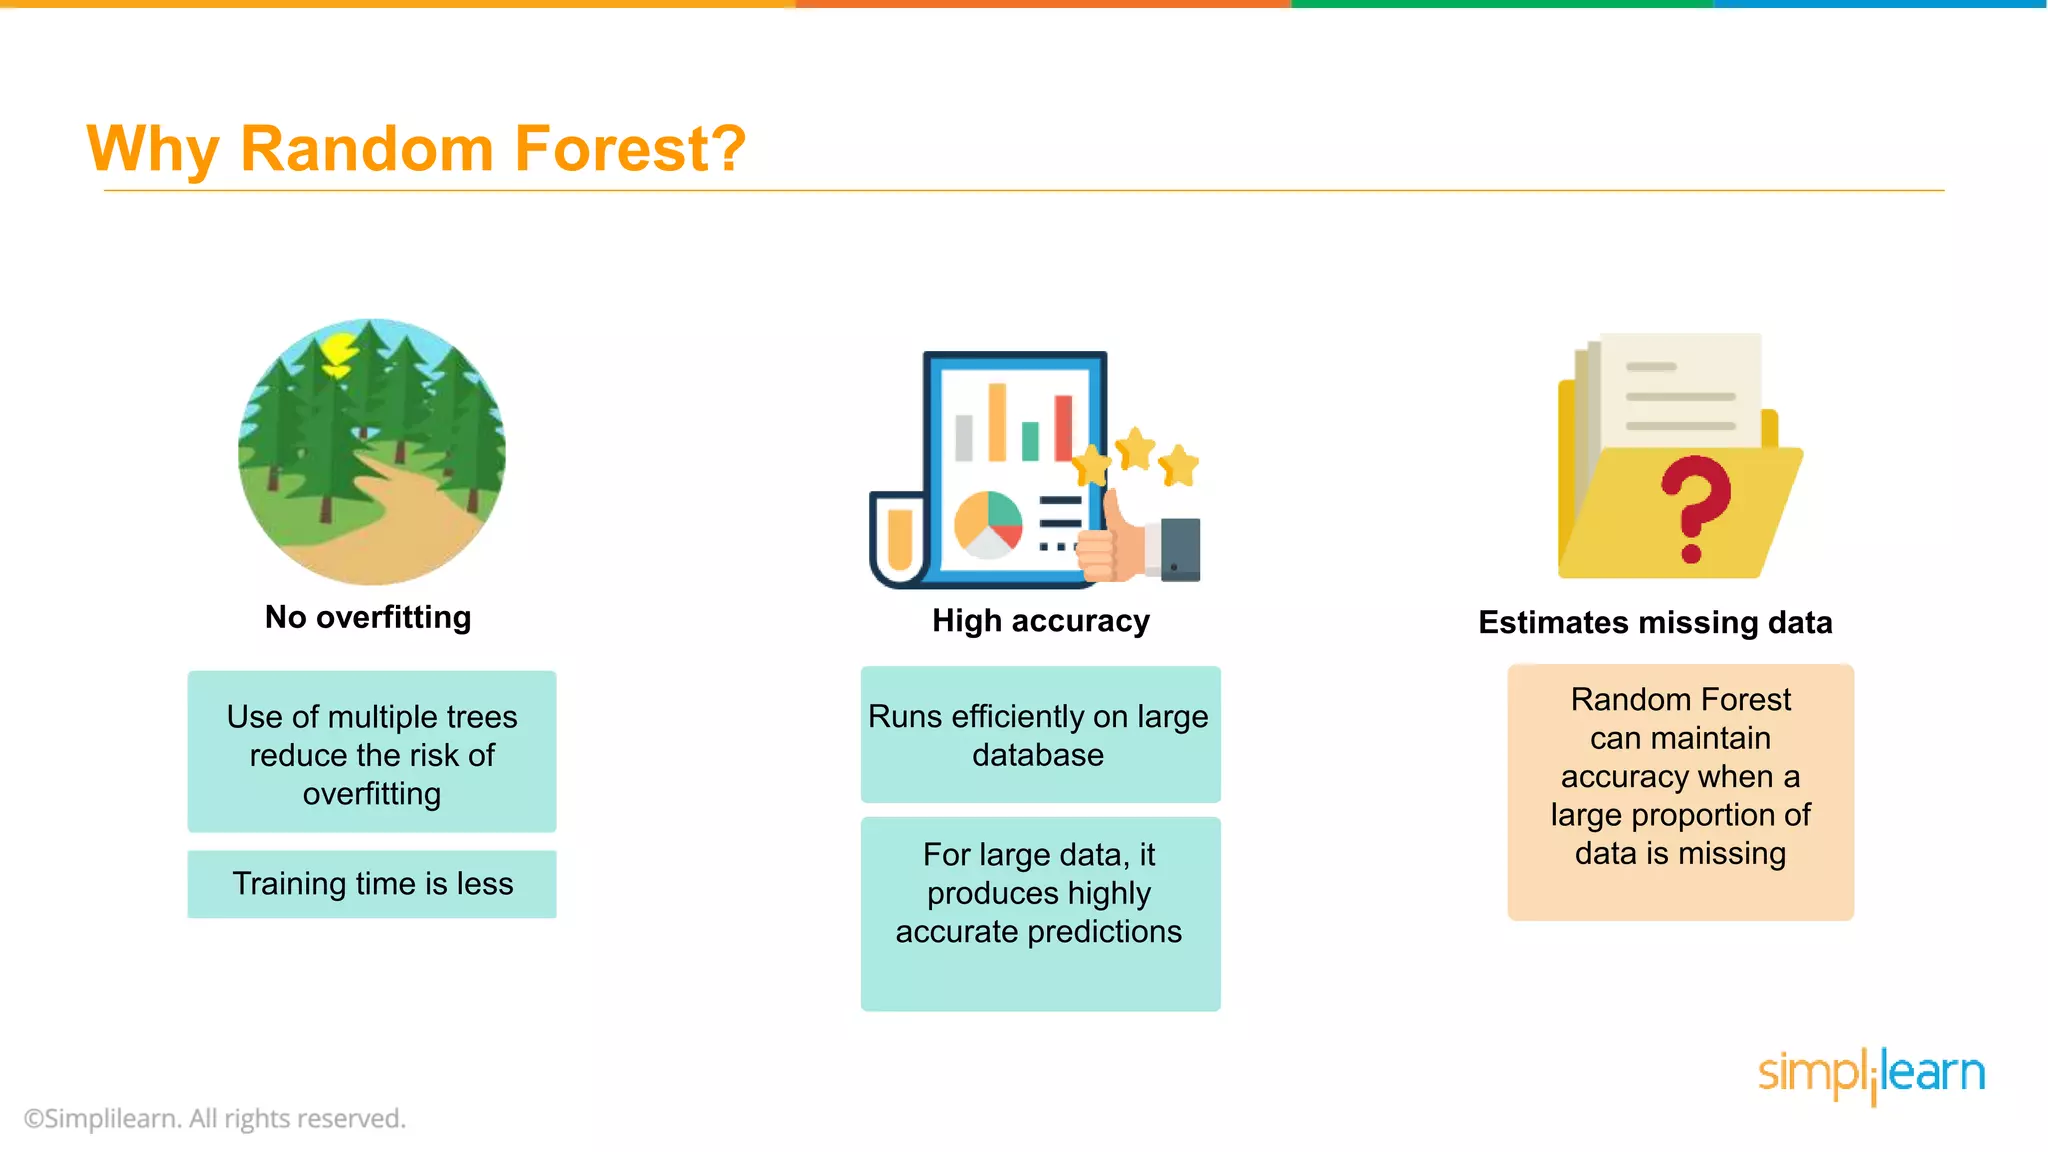 Why Random Forest?
No overfitting
Use of multiple trees
reduce the risk of
overfitting
Training time is less
High accuracy
Runs efficiently on large
database
For large data, it
produces highly
accurate predictions
Estimates missing data
Random Forest
can maintain
accuracy when a
large proportion of
data is missing
simplilearn
©Simplilearn. All rights reserved.